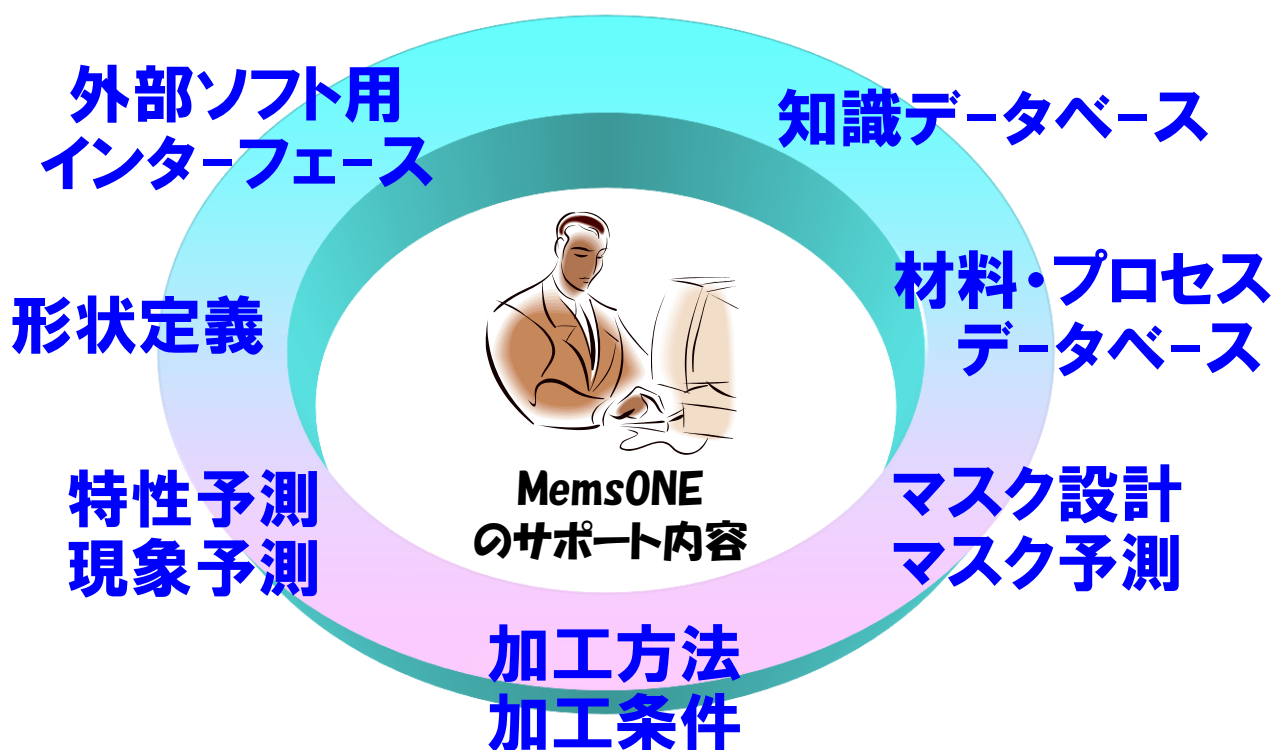 外部ソフト用
インターフェース
知識データベース
形状定義
材料・プロセス
データベース
特性予測
現象予測
MemsONE
のサポート内容
マスク設計
マスク予測
加工方法
加工条件